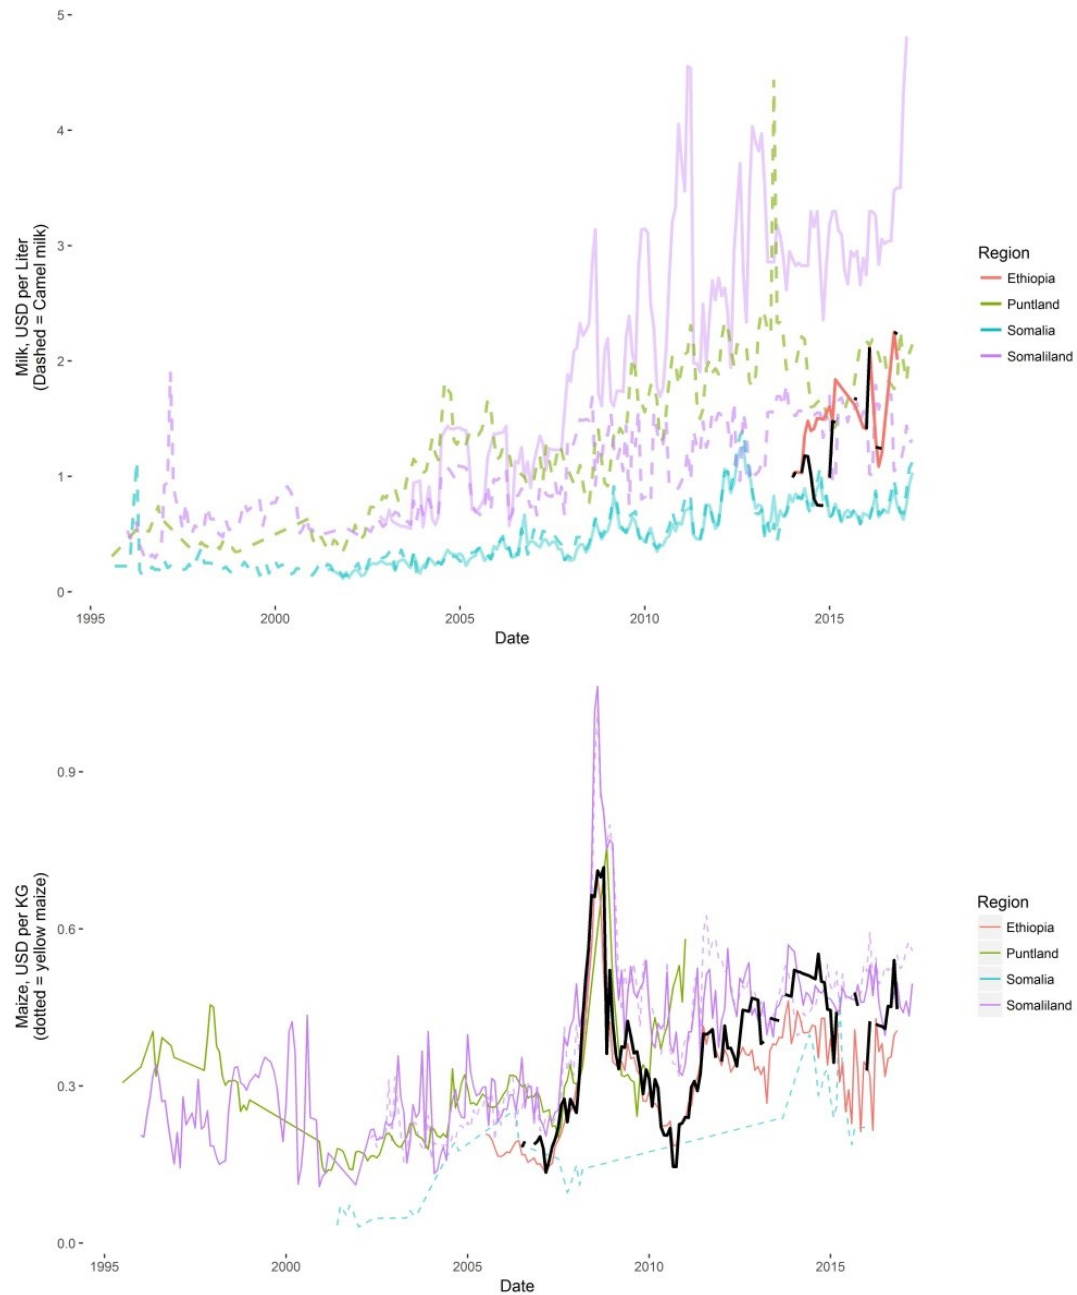 5
4
3
2
1
0
Milk, USD per Liter
(Dashed = Camel milk)
1995 2000 2005 2010 2015
Date
Region
Ethiopia
Puntland
Somalia
Somaliland
0.9
0.6
0.3
0.0
Maize, USD per KG
(dotted = yellow maize)
1995 2000 2005 2010 2015
Date
Region
Ethiopia
Puntland
Somalia
Somaliland